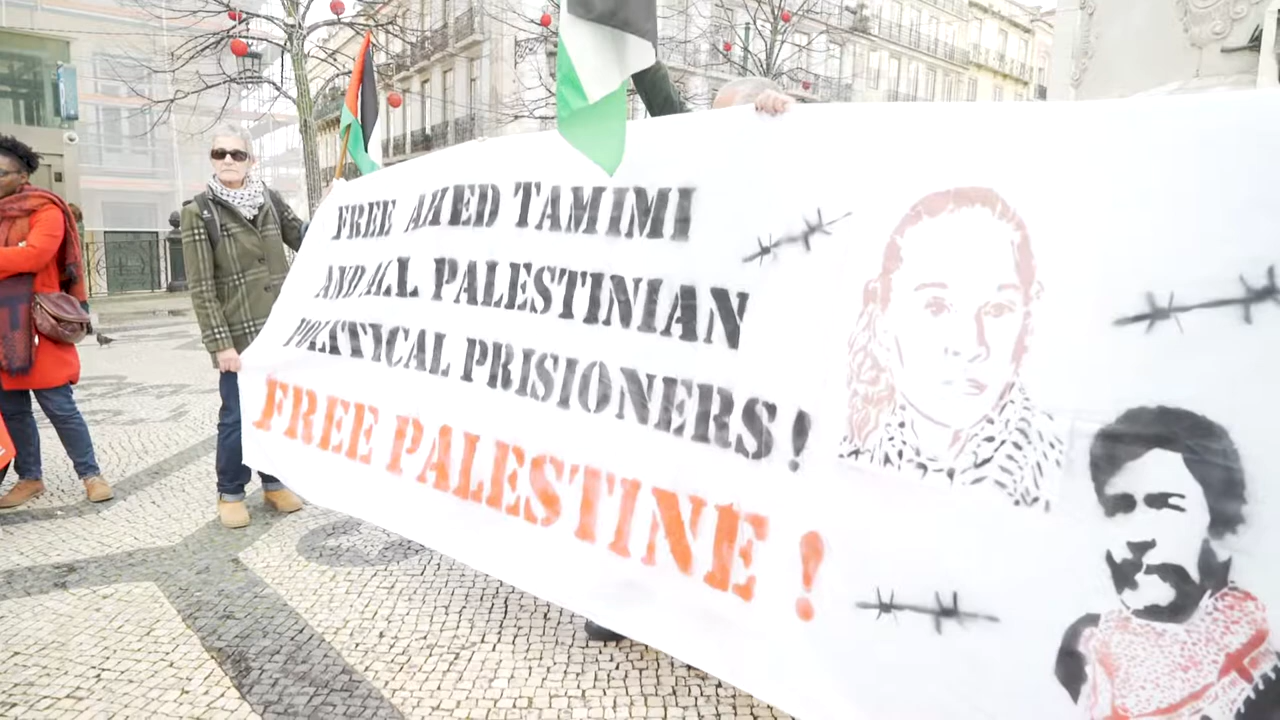 FREE AHED TAMIMI
AND ALL PALESTINIAN
POLITICAL PRISIONERS!
FREE PALESTINE!